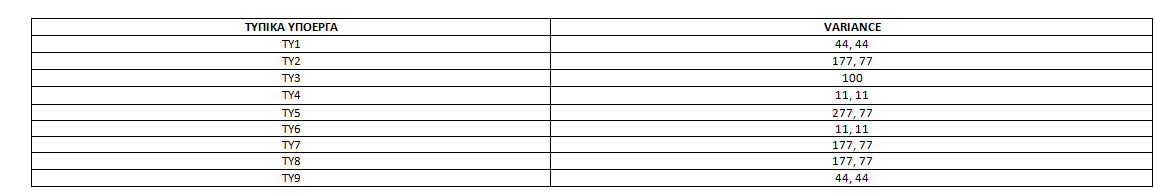 ΤΥΠΙΚΑ ΥΠΟΕΡΓΑ VARIANCE
ΤΥ1 44, 44
ΤΥ2 177, 77
ΤΥ3 100
ΤΥ4 11, 11
ΤΥ5 277, 77
ΤΥ6 11, 11
ΤΥ7 177, 77
ΤΥ8 177, 77
ΤΥ9 44, 44